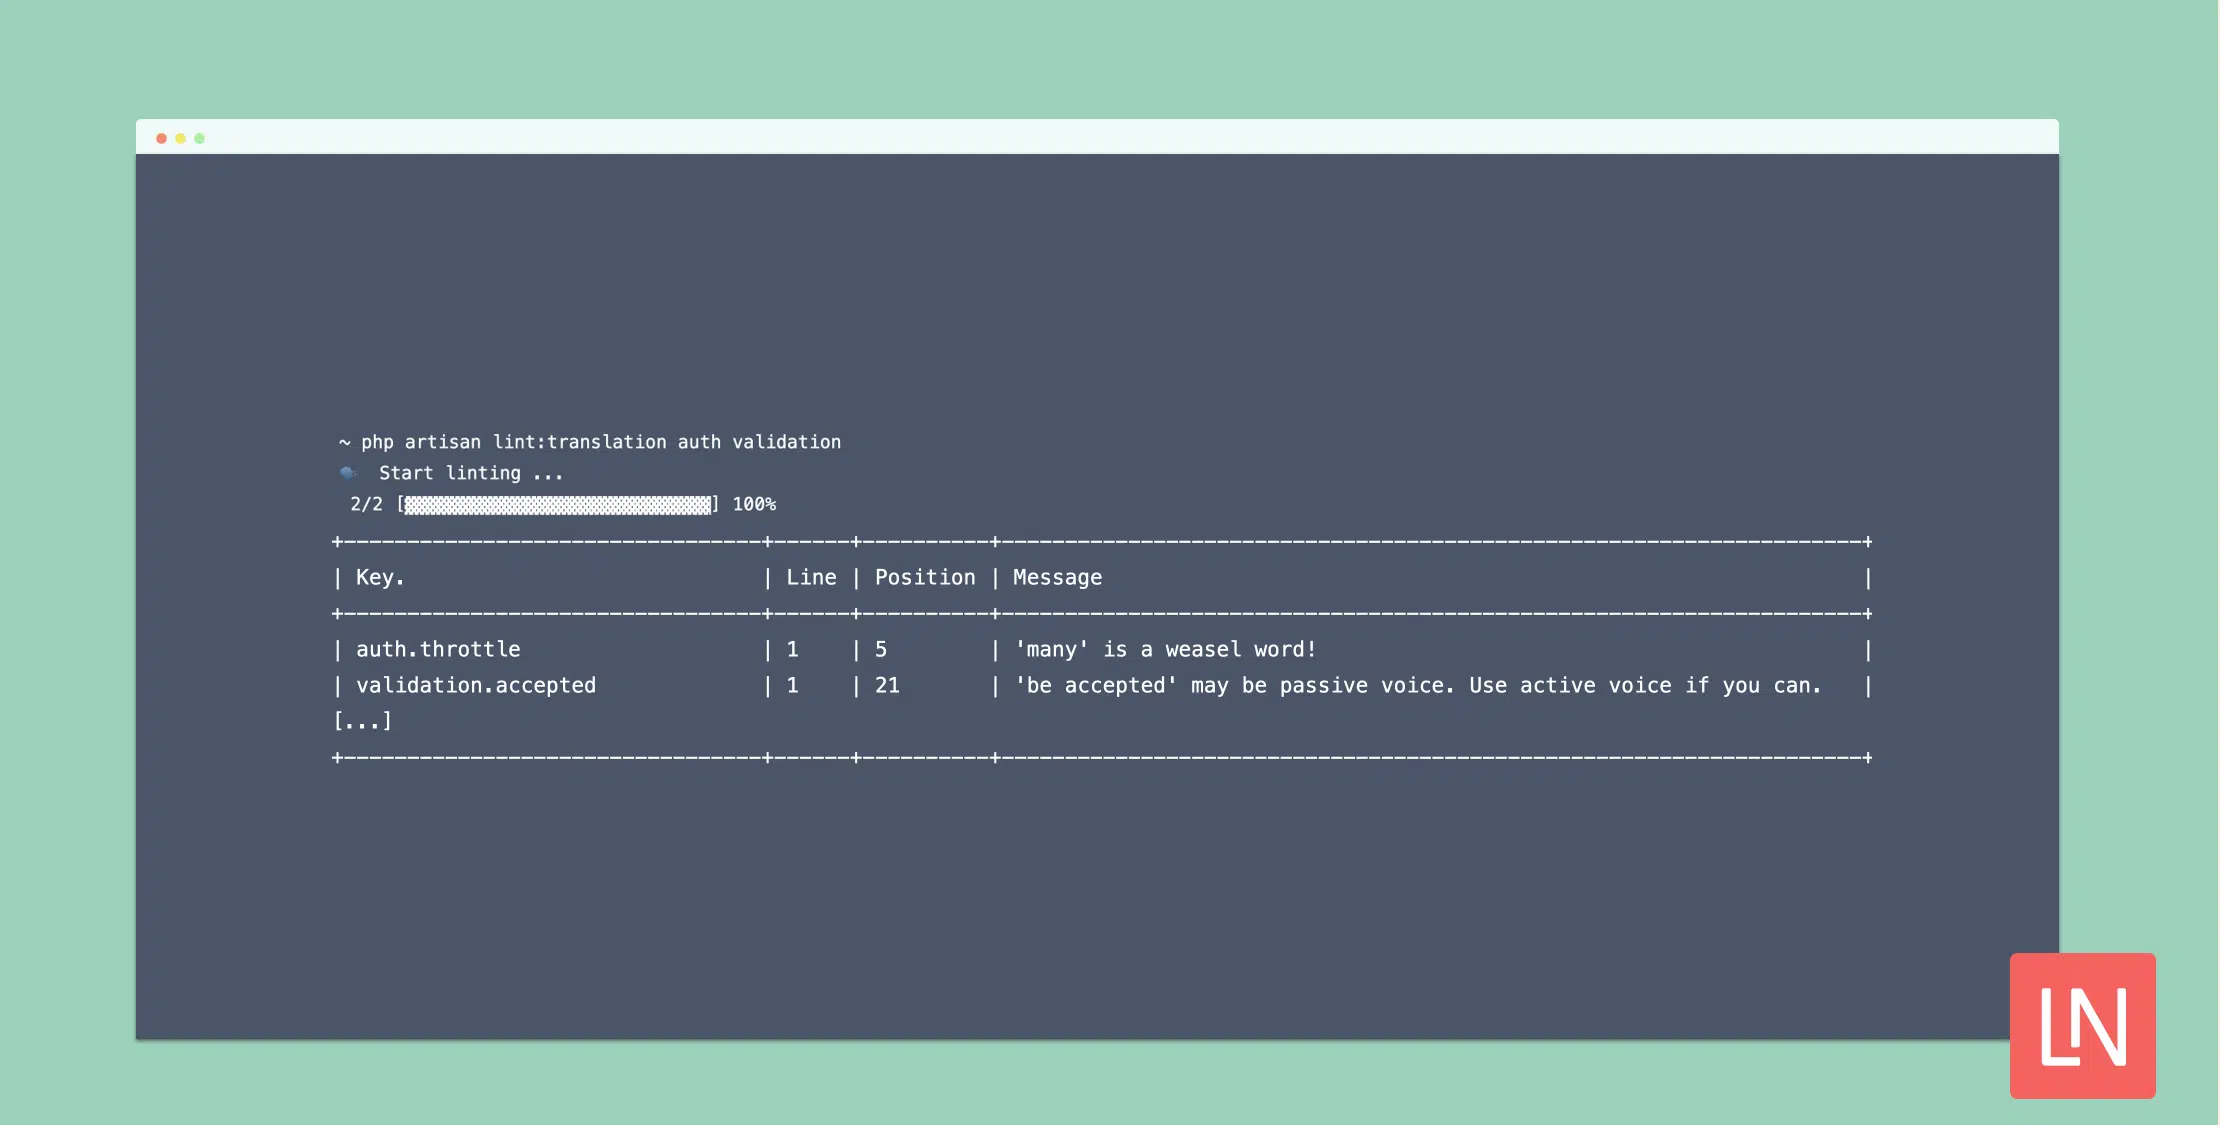 ~ php artisan lint:translation auth validation
🗣 Start linting ...
2/2 [▓▓▓▓▓▓▓▓▓▓▓▓▓▓▓▓▓▓▓▓▓▓▓▓▓▓▓▓] 100%
+---------------------------------+------+----------+--------------------------------------------------------------------+
| Key. | Line | Position | Message |
+---------------------------------+------+----------+--------------------------------------------------------------------+
| auth.throttle | 1 | 5 | 'many' is a weasel word! |
| validation.accepted | 1 | 21 | 'be accepted' may be passive voice. Use active voice if you can. |
[...]
+---------------------------------+------+----------+--------------------------------------------------------------------+
LN